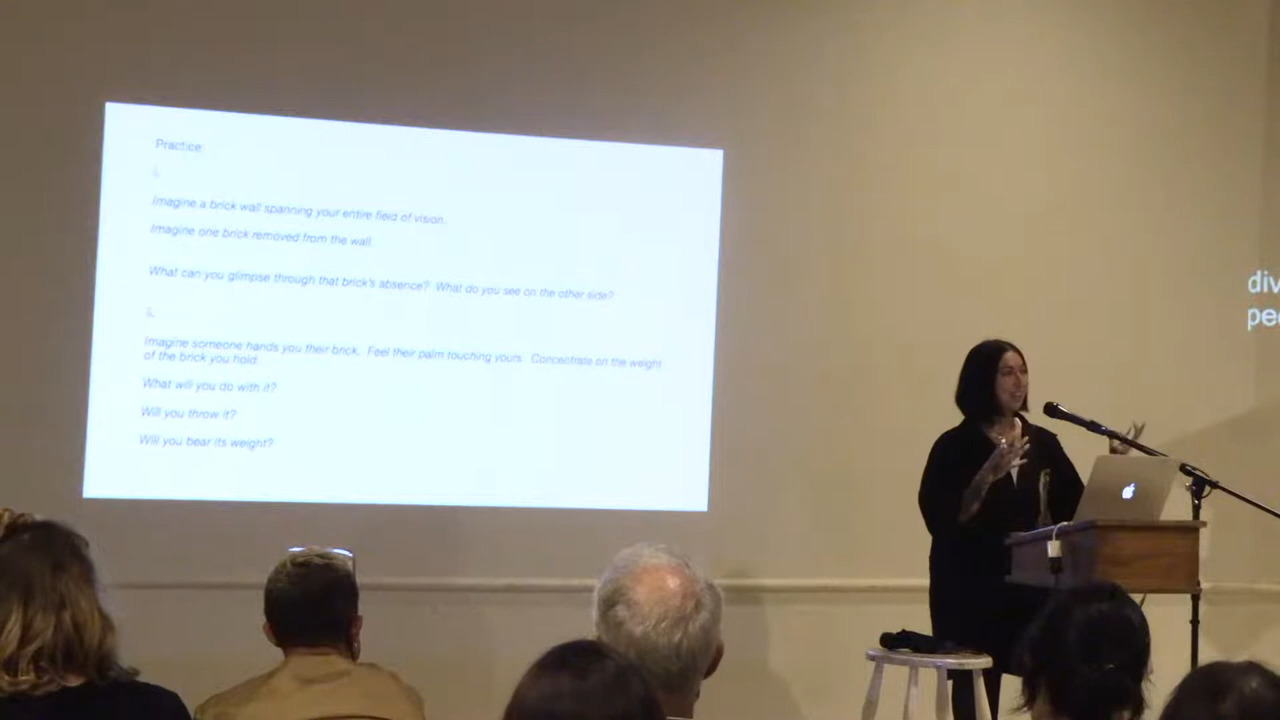 Practice:
i.
Imagine a brick wall spanning your entire field of vision.
Imagine one brick removed from the wall.
What can you glimpse through that brick's absence? What do you see on the other side?
ii.
Imagine someone hands you their brick. Feel their palm touching yours. Concentrate on the weight
of the brick you hold.
What will you do with it?
Will you throw it?
Will you bear its weight?
div
peo